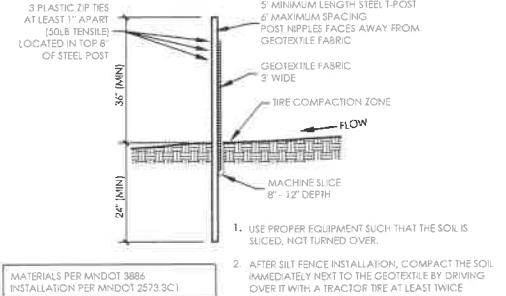 3 PLASTIC ZIP TIES
AT LEAST 1" APART
(50LB TENSILE)
LOCATED IN TOP 8"
OF STEEL POST
5' MINIMUM LENGTH STEEL T-POST
6' MAXIMUM SPACING
POST NIPPLES FACES AWAY FROM
GEOTEXTILE FABRIC
GEOTEXTILE FABRIC
3' WIDE
TIRE COMPACTION ZONE
FLOW
36" (MIN)
24" (MIN)
MACHINE SLICE
8" - 12" DEPTH
1. USE PROPER EQUIPMENT SUCH THAT THE SOIL IS
SLICED, NOT TURNED OVER.
2. AFTER SILT FENCE INSTALLATION, COMPACT THE SOIL
IMMEDIATELY NEXT TO THE GEOTEXTILE BY DRIVING
OVER IT WITH A TRACTOR TIRE AT LEAST TWICE
MATERIALS PER MNDOT 3886
INSTALLATION PER MNDOT 2573.3C1